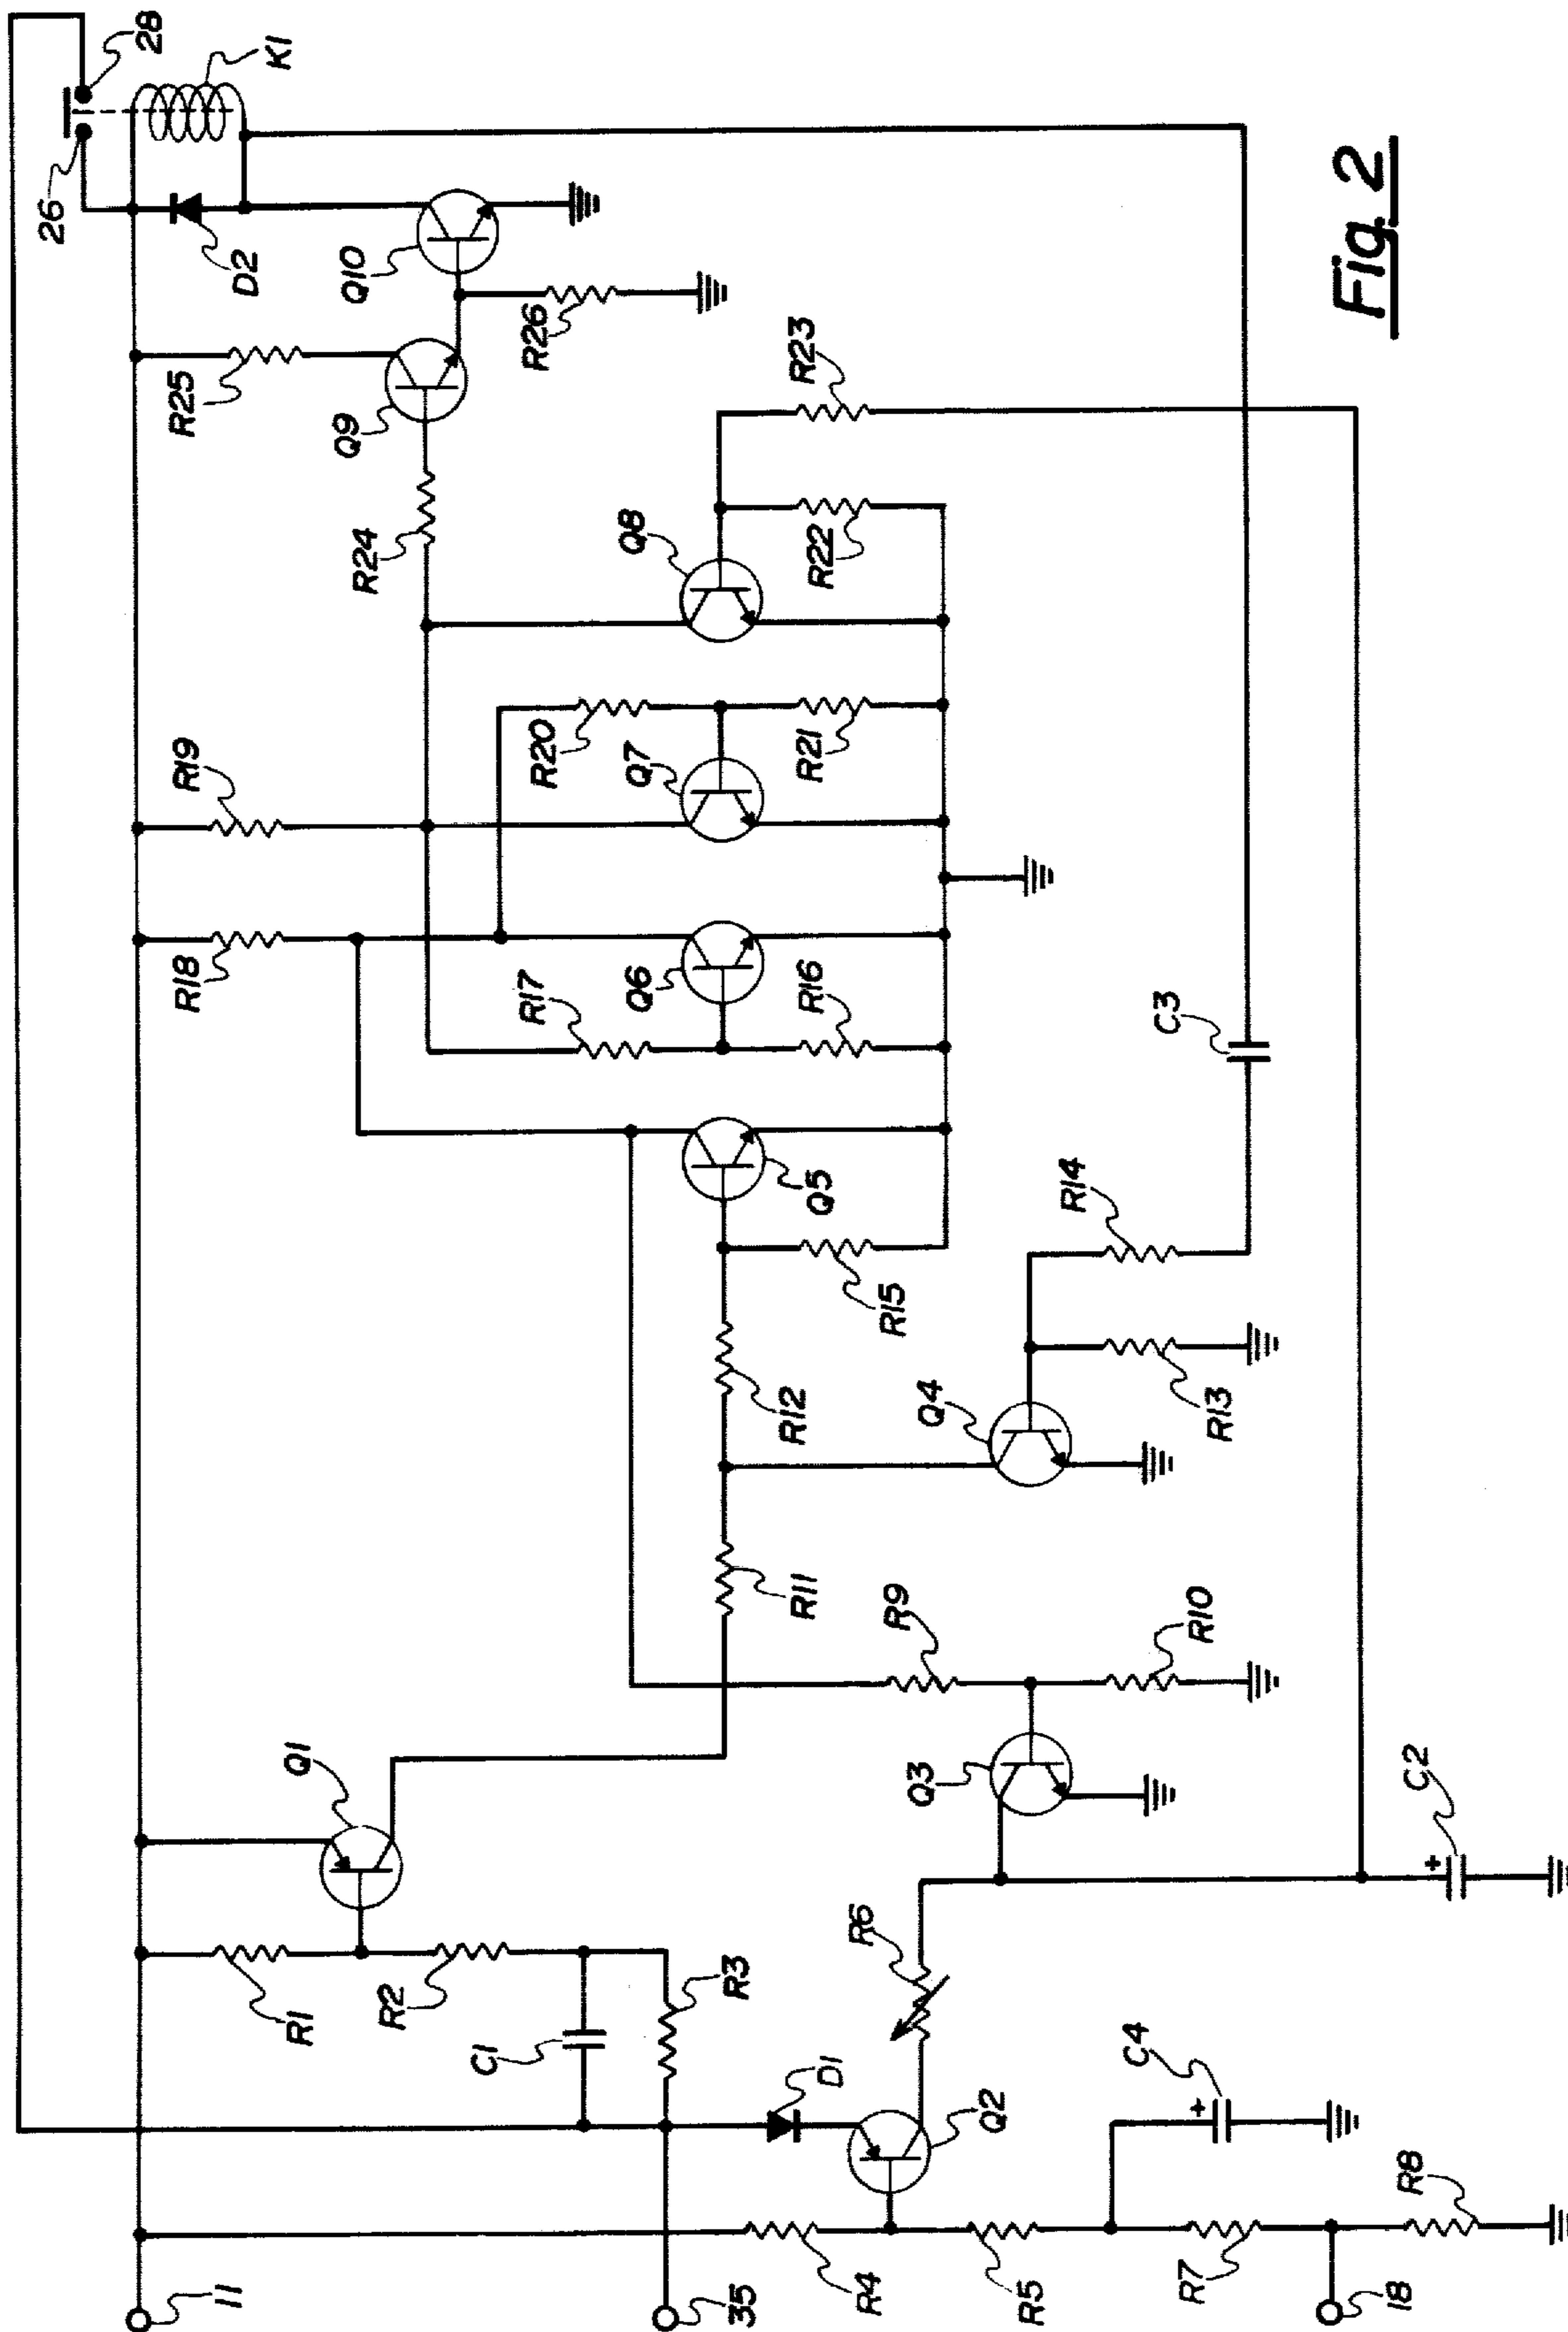 28
K1
26
D2
Q10
R26
R25
Q9
R23
R24
Q8
R22
R19
R20
Q7
R21
R18
R17
Q6
R16
C3
Q5
R14
R15
R12
Q4
R13
R11
R9
R10
Q1
Q3
C2
R6
R1
R2
R3
C1
D1
C4
+
+
Q2
R8
11
35
R4
R5
R7
18
Fig. 2